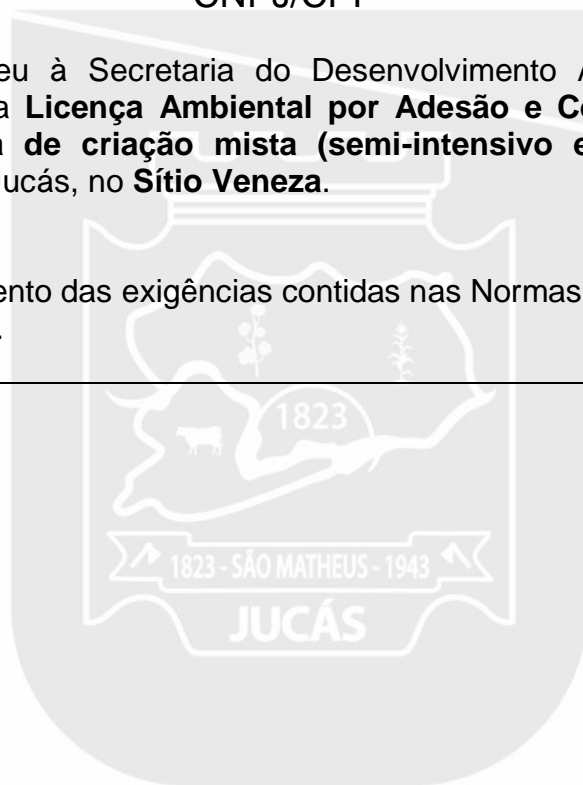 eu à Secretaria do Desenvolvimento A
a Licença Ambiental por Adesão e Co
de criação mista (semi-intensivo e
ucás, no Sítio Veneza.
ento das exigências contidas nas Normas
1823
1823 - SÃO MATHEUS - 1943
JUCÁS